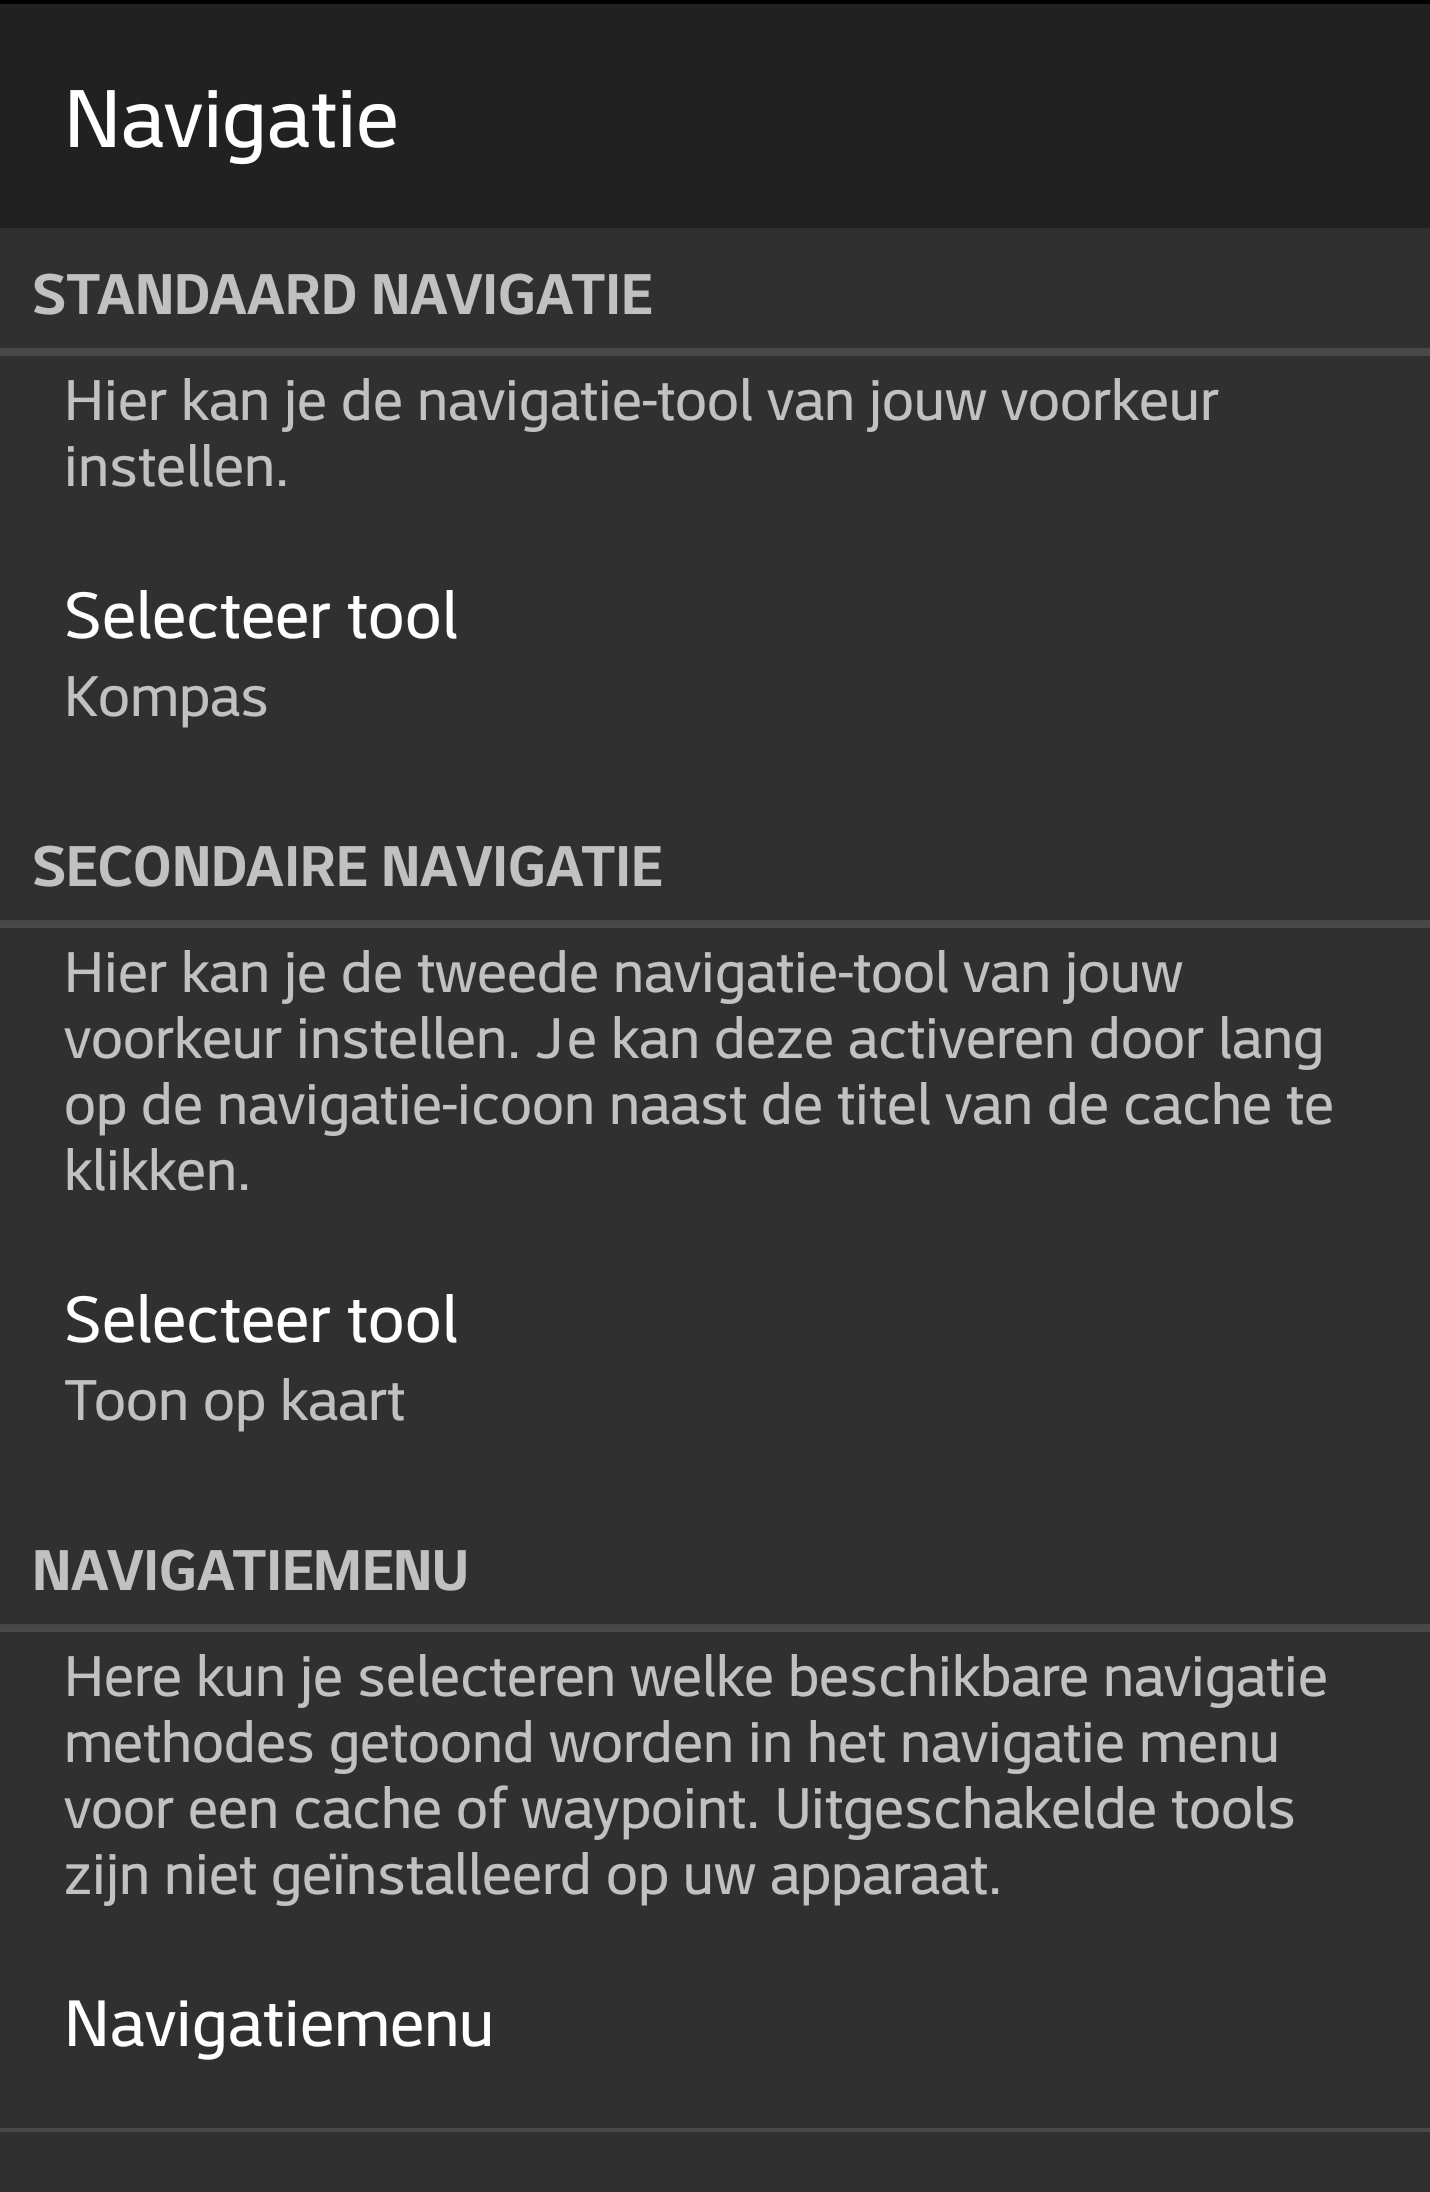 Navigatie
STANDAARD NAVIGATIE
Hier kan je de navigatie-tool van jouw voorkeur
instellen.
Selecteer tool
Kompas
SECONDAIRE NAVIGATIE
Hier kan je de tweede navigatie-tool van jouw
voorkeur instellen. Je kan deze activeren door lang
op de navigatie-icoon naast de titel van de cache te
klikken.
Selecteer tool
Toon op kaart
NAVIGATIEMENU
Here kun je selecteren welke beschikbare navigatie
methodes getoond worden in het navigatie menu
voor een cache of waypoint. Uitgeschakelde tools
zijn niet geïnstalleerd op uw apparaat.
Navigatiemenu